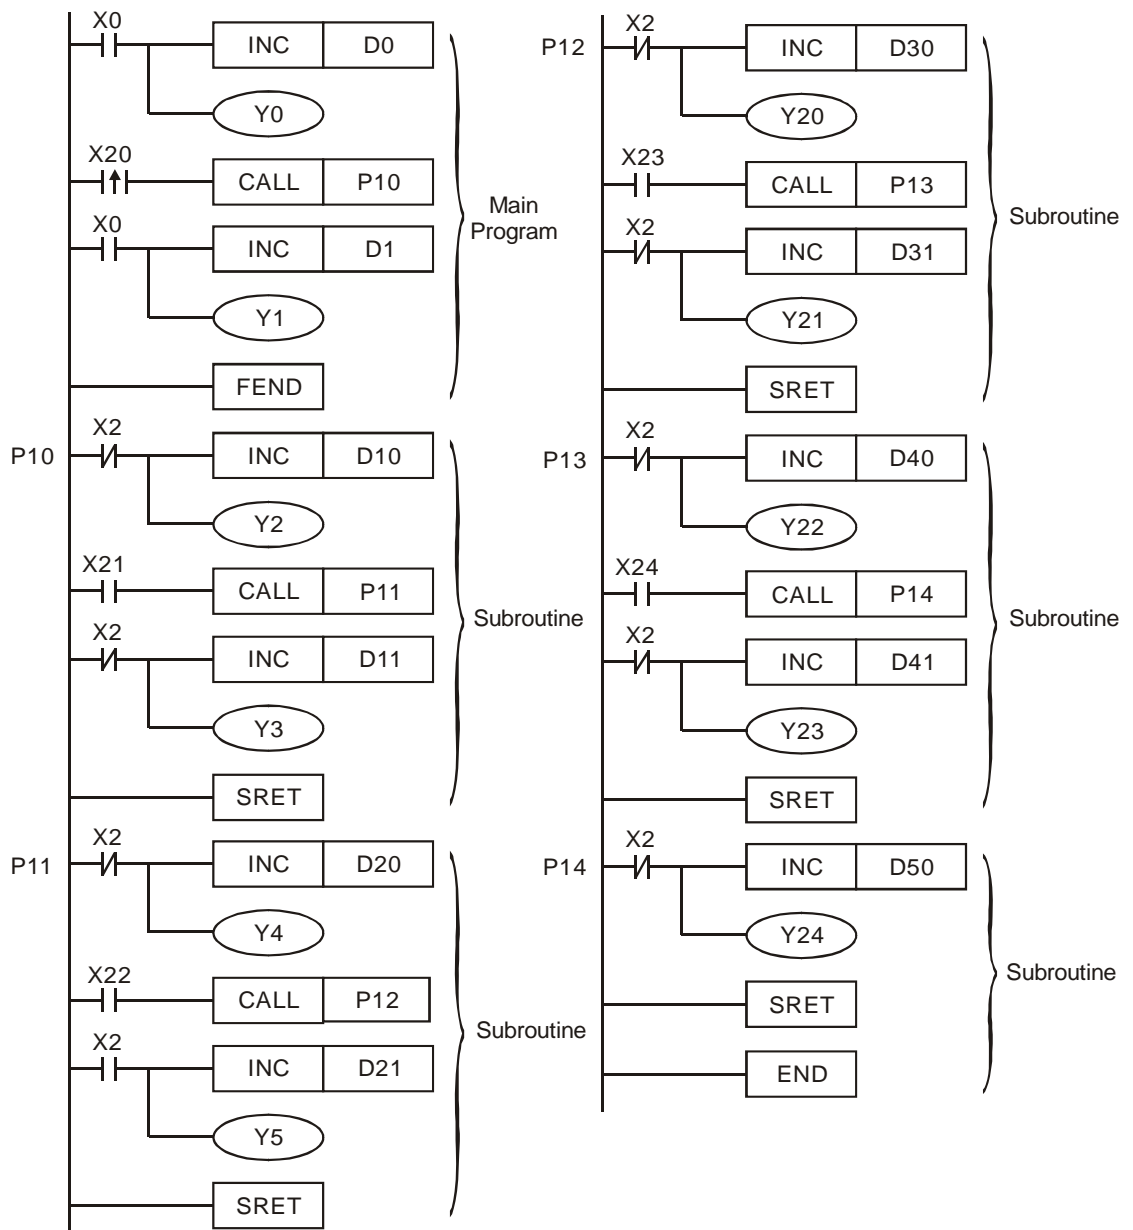 X0
INC D0
Y0
X20
CALL P10
X0
INC D1
Y1
FEND
Main
Program
P10
X2
INC D10
Y2
X21
CALL P11
X2
INC D11
Y3
SRET
Subroutine
P11
X2
INC D20
Y4
X22
CALL P12
X2
INC D21
Y5
SRET
Subroutine
P12
X2
INC D30
Y20
X23
CALL P13
X2
INC D31
Y21
SRET
Subroutine
P13
X2
INC D40
Y22
X24
CALL P14
X2
INC D41
Y23
SRET
Subroutine
P14
X2
INC D50
Y24
SRET
END
Subroutine